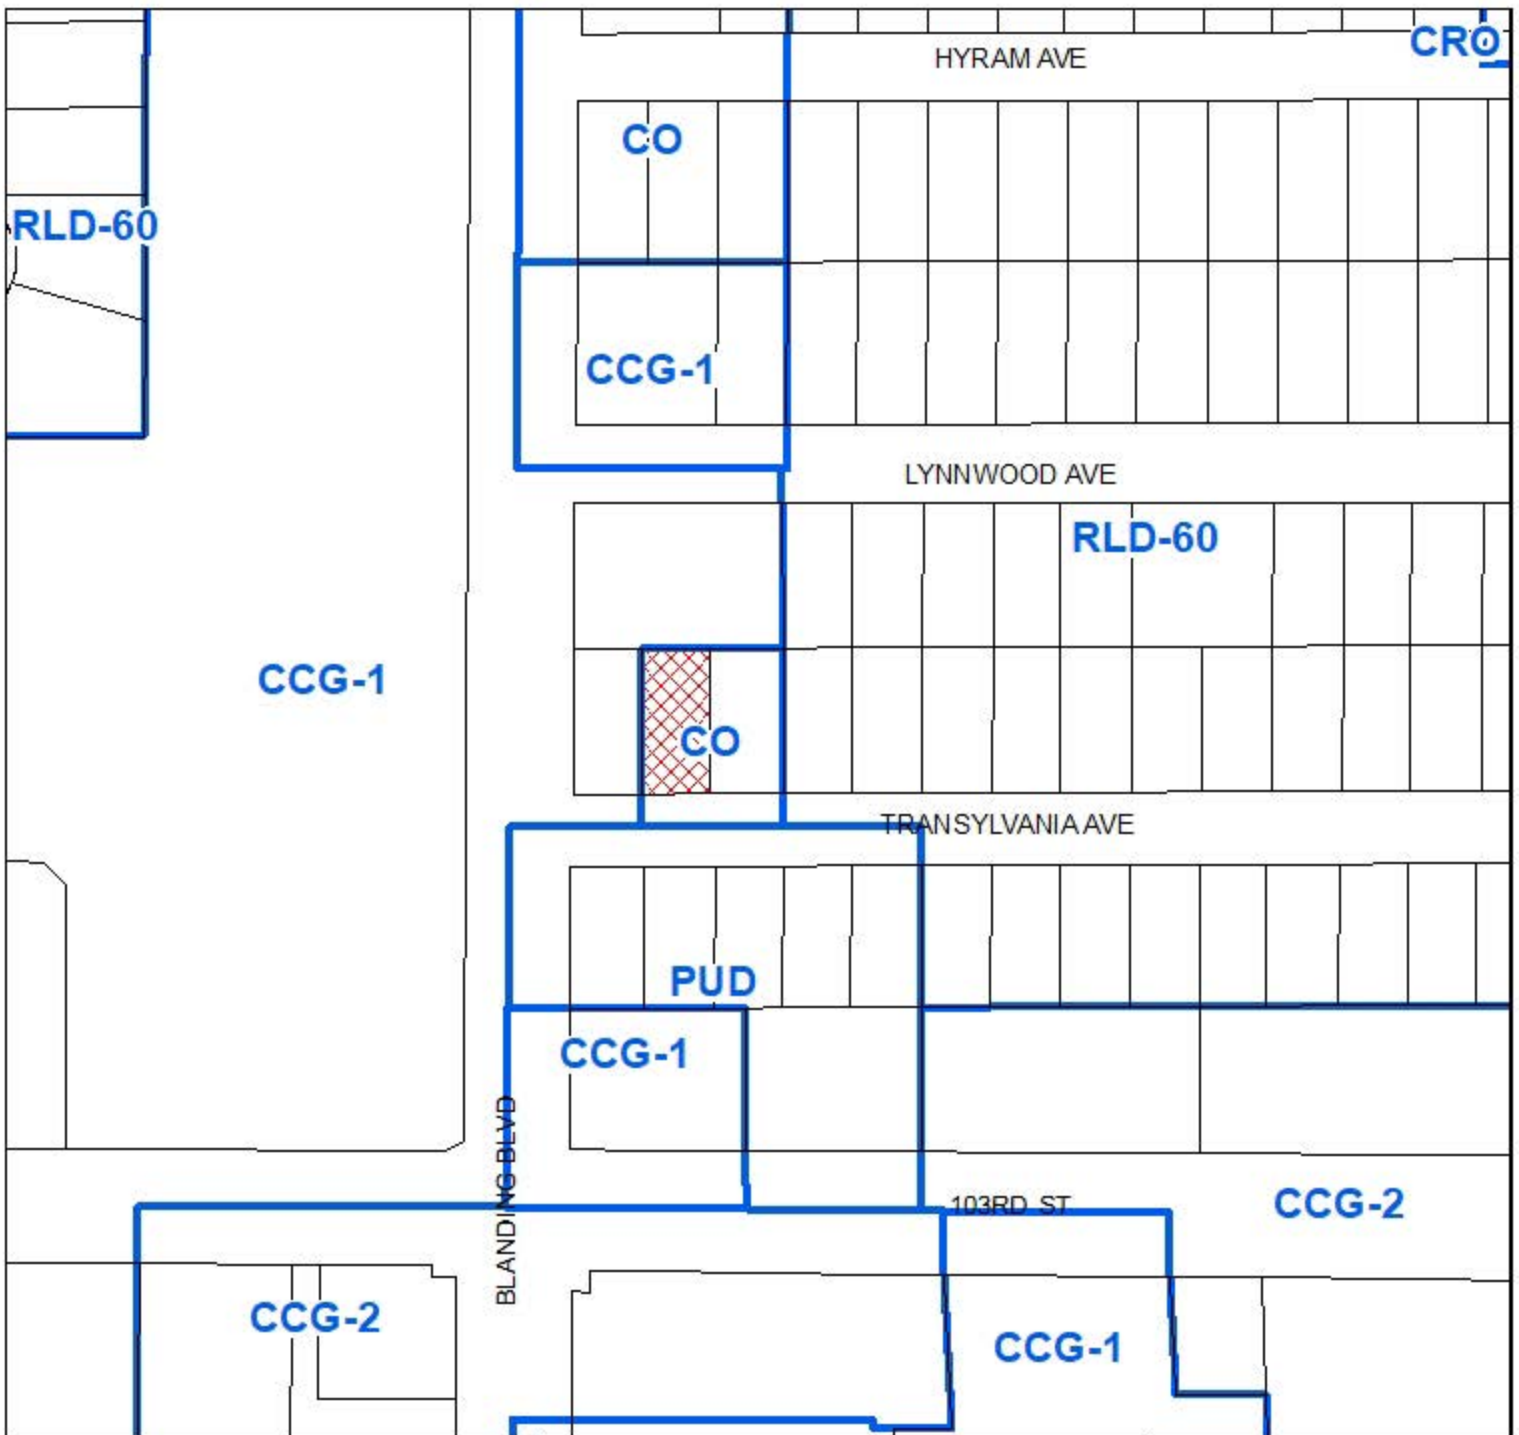 CRO
HYRAM AVE
CO
RLD-60
CCG-1
LYNNWOOD AVE
RLD-60
CCG-1
CO
TRANSYLVANIA AVE
PUD
CCG-1
BLANDING BLVD
103RD ST
CCG-2
CCG-2
CCG-1